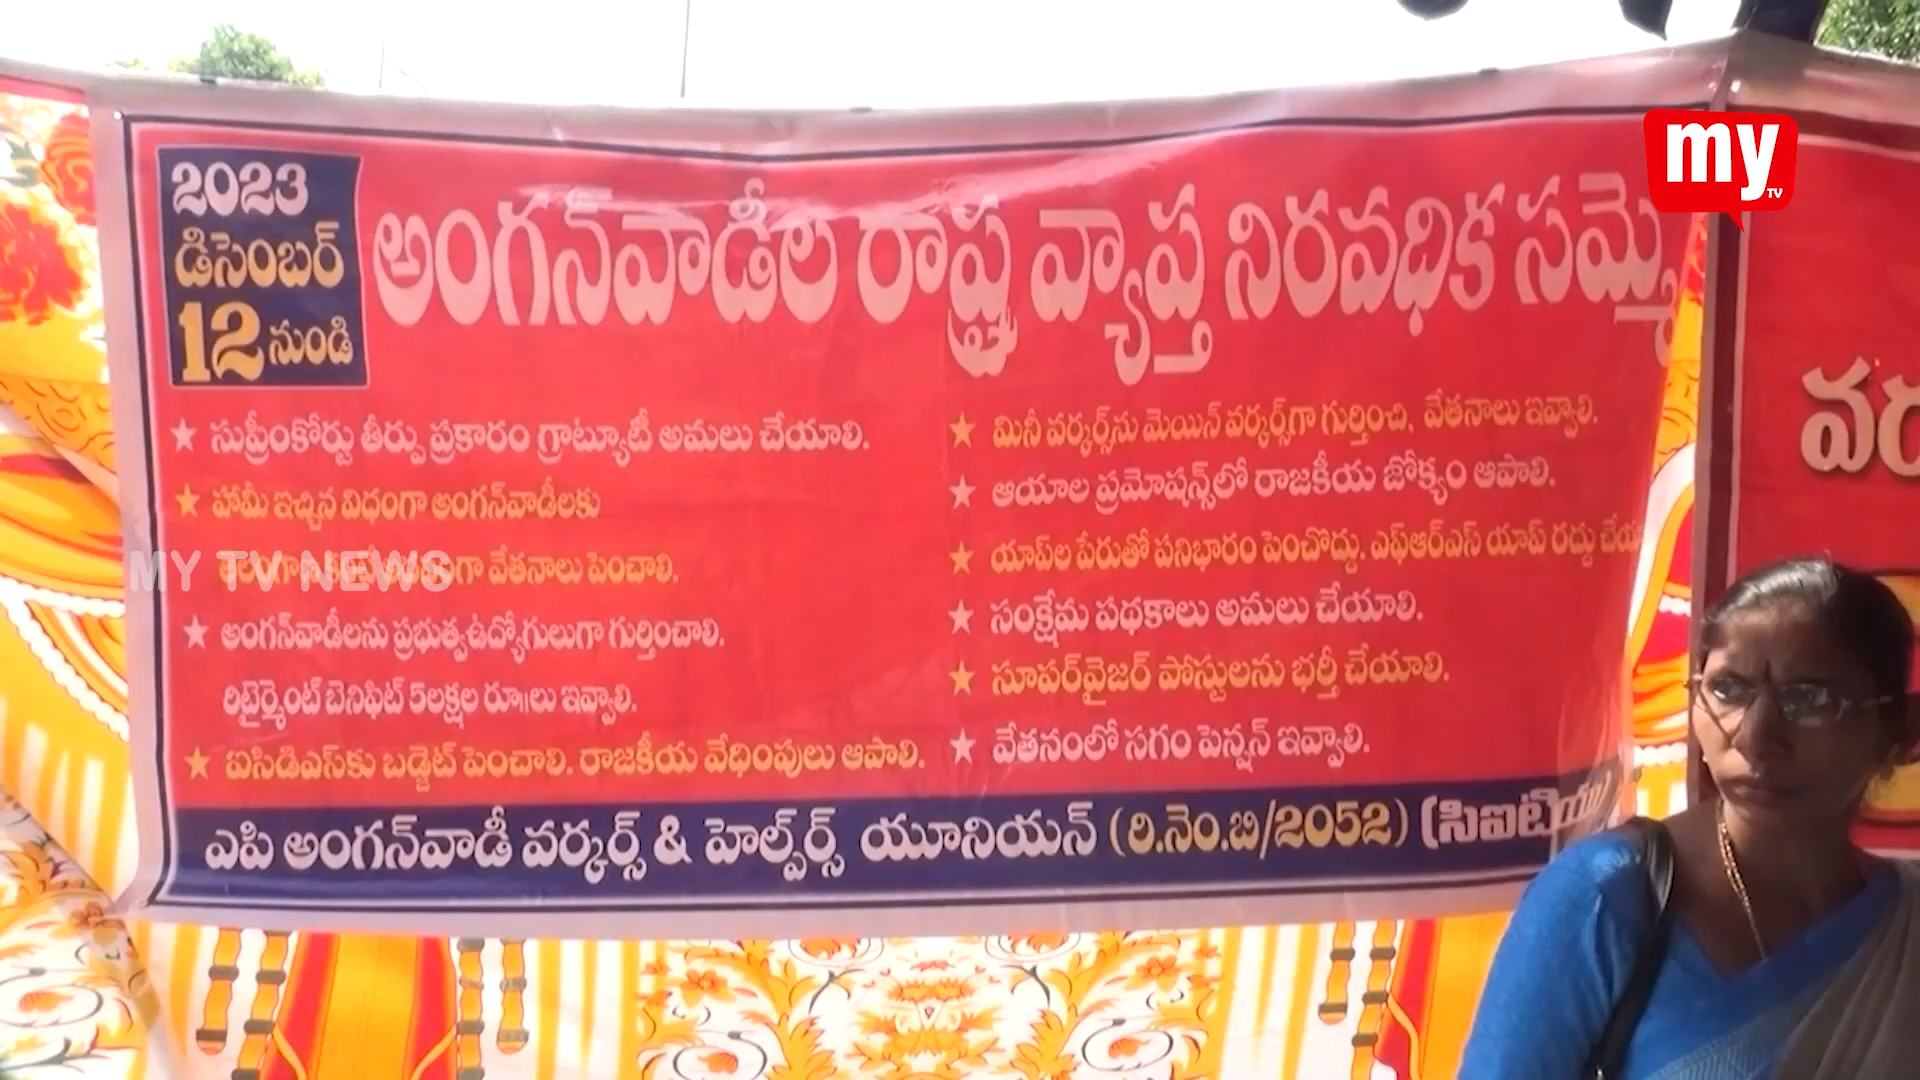 my
TV
2023
డిసెంబర్
12 నుండి
అంగన్‌వాడీల రాష్ట్ర వ్యాప్త నిరవధిక సమ్మె
★ సుప్రీంకోర్టు తీర్పు ప్రకారం గ్రాట్యూటీ అమలు చేయాలి.
★ హామీ ఇచ్చిన విధంగా అంగన్‌వాడీలకు
వేతనాలు పెంచాలి.
★ అంగన్‌వాడీలను ప్రభుత్వఉద్యోగులుగా గుర్తించాలి.
రిటైర్మెంట్ బెనిఫిట్ 5లక్షల రూ॥లు ఇవ్వాలి.
★ ఐసిడిఎస్‌కు బడ్జెట్ పెంచాలి. రాజకీయ వేధింపులు ఆపాలి.
★ మినీ వర్కర్స్‌ను మెయిన్ వర్కర్స్‌గా గుర్తించి, వేతనాలు ఇవ్వాలి.
★ ఆయాల ప్రమోషన్స్‌లో రాజకీయ జోక్యం ఆపాలి.
★ యాప్‌ల పేరుతో పనిభారం పెంచొద్దు. ఎఫ్ఆర్ఎస్ యాప్ రద్దు
★ సంక్షేమ పథకాలు అమలు చేయాలి.
★ సూపర్‌వైజర్ పోస్టులను భర్తీ చేయాలి.
★ వేతనంలో సగం పెన్షన్ ఇవ్వాలి.
ఎపి అంగన్‌వాడీ వర్కర్స్ & హెల్పర్స్ యూనియన్ (రి.నెం.బి/2052) (సిఐటియు)
MY TV NEWS